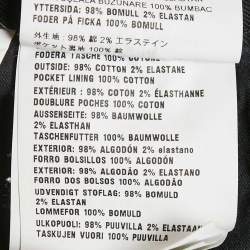 CĂPTUȘEALA BUZUNARE 100% BUMBAC
YTTERSIDA: 98% BOMULL 2% ELASTAN
FODER PÅ FICKA 100% BOMULL
外生地: 98% 綿 2% エラステイン
ポケット裏地 100% 綿
FODERA TASCHE 100% COTTON
OUTSIDE: 98% COTTON 2% ELASTANE
POCKET LINING 100% COTTON
EXTÉRIEUR : 98% COTON 2% ÉLASTHANNE
DOUBLURE POCHES 100% COTON
AUSSENSEITE: 98% BAUMWOLLE
2% ELASTHAN
TASCHENFUTTER 100% BAUMWOLLE
EXTERIOR: 98% ALGODÓN 2% elastano
FORRO BOLSILLOS 100% ALGODÓN
EXTERIOR: 98% ALGODÃO 2% ELASTANO
FORRO DOS BOLSOS 100% ALGODÃO
UDVENDIGT STOFLAG: 98% BOMULD
2% ELASTAN
LOMMEFOR 100% BOMULD
ULKOPUOLI: 98% PUUVILLA 2% ELASTAANI
TASKUJEN VUORI 100% PUUVILLA